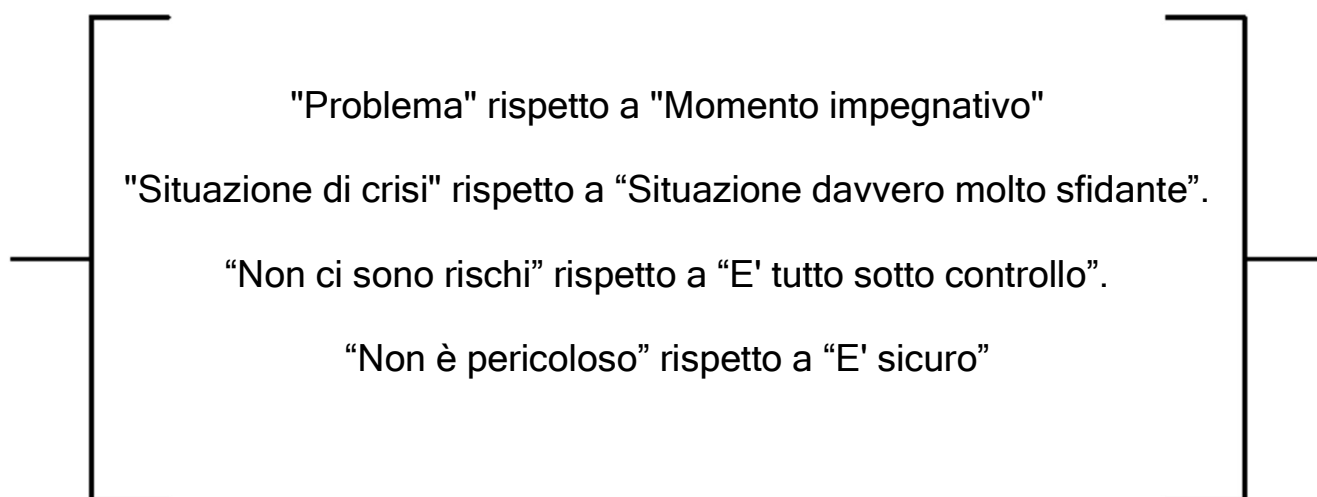 "Problema" rispetto a "Momento impegnativo"
"Situazione di crisi" rispetto a “Situazione davvero molto sfidante”.
“Non ci sono rischi” rispetto a “E' tutto sotto controllo”.
“Non è pericoloso” rispetto a “E' sicuro”